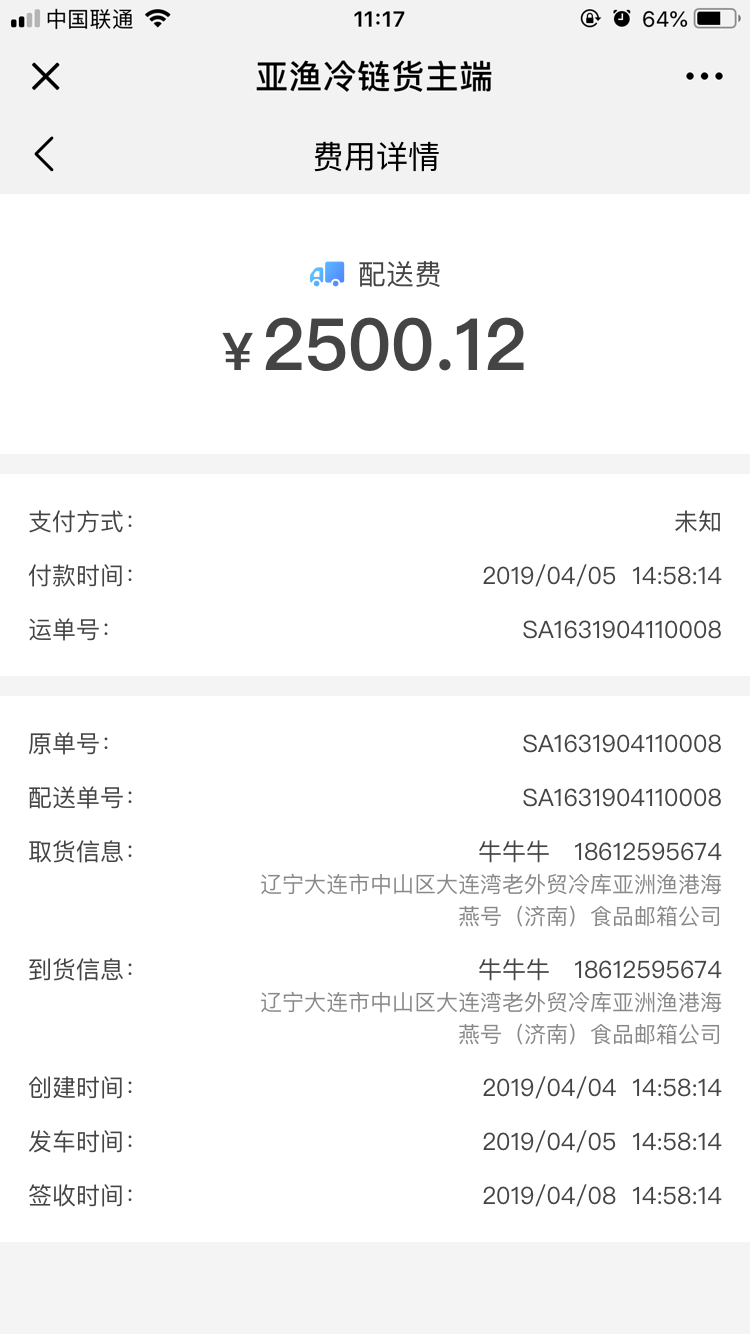 中国联通 11:17 64%
亚渔冷链货主端
费用详情
配送费
¥2500.12
支付方式： 未知
付款时间： 2019/04/05 14:58:14
运单号： SA1631904110008
原单号： SA1631904110008
配送单号： SA1631904110008
取货信息： 牛牛牛 18612595674
辽宁大连市中山区大连湾老外贸冷库亚洲渔港海
燕号（济南）食品邮箱公司
到货信息： 牛牛牛 18612595674
辽宁大连市中山区大连湾老外贸冷库亚洲渔港海
燕号（济南）食品邮箱公司
创建时间： 2019/04/04 14:58:14
发车时间： 2019/04/05 14:58:14
签收时间： 2019/04/08 14:58:14